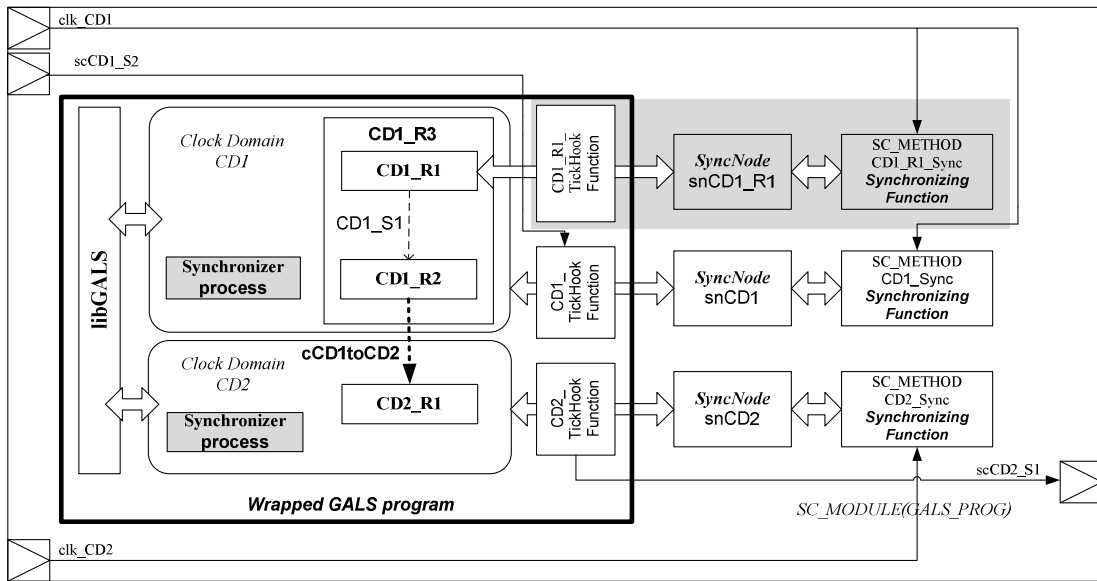 clk_CD1
scCD1_S2
libGALS
Clock Domain
CD1
CD1_R3
CD1_R1
CD1_S1
CD1_R2
Synchronizer
process
CD1_R1_
TickHook
Function
SyncNode
snCD1_R1
SC_METHOD
CD1_R1_Sync
Synchronizing
Function
CD1_
TickHook
Function
SyncNode
snCD1
SC_METHOD
CD1_Sync
Synchronizing
Function
cCD1toCD2
Clock Domain
CD2
CD2_R1
Synchronizer
process
CD2_
TickHook
Function
SyncNode
snCD2
SC_METHOD
CD2_Sync
Synchronizing
Function
scCD2_S1
Wrapped GALS program
SC_MODULE(GALS_PROG)
clk_CD2